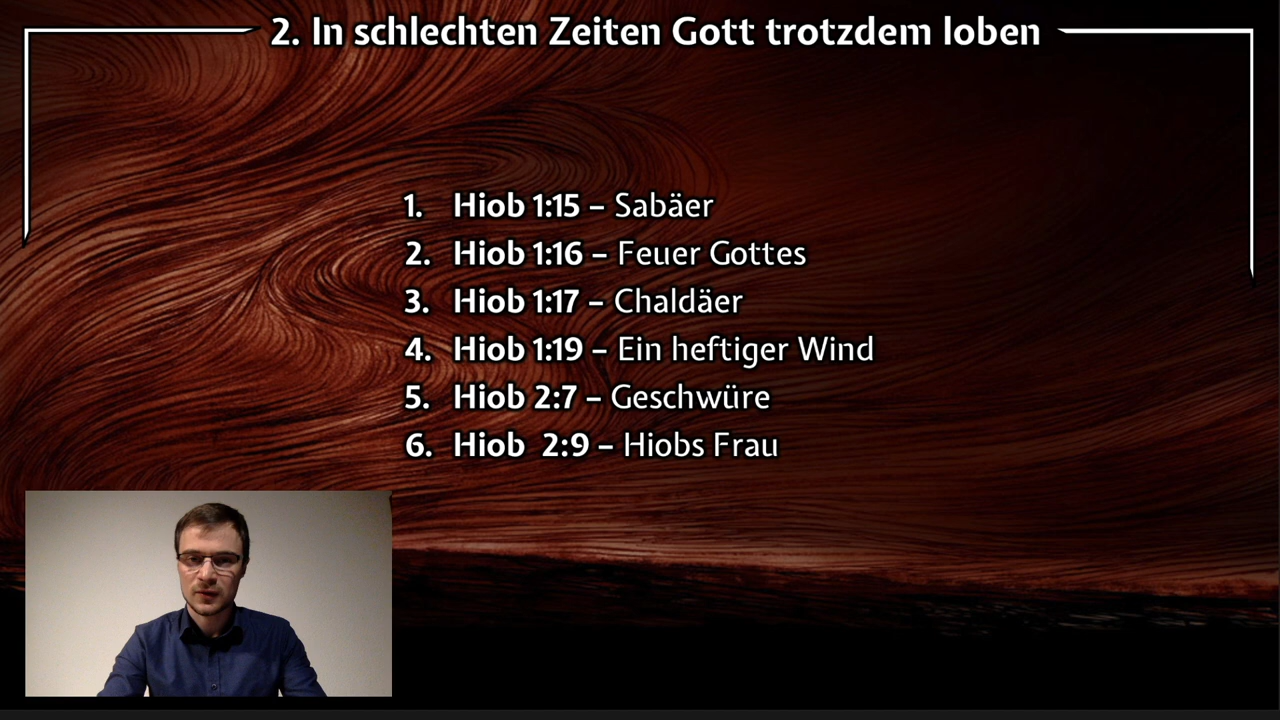 2. In schlechten Zeiten Gott trotzdem loben
1. Hiob 1:15 – Sabäer
2. Hiob 1:16 – Feuer Gottes
3. Hiob 1:17 – Chaldäer
4. Hiob 1:19 – Ein heftiger Wind
5. Hiob 2:7 – Geschwüre
6. Hiob 2:9 – Hiobs Frau